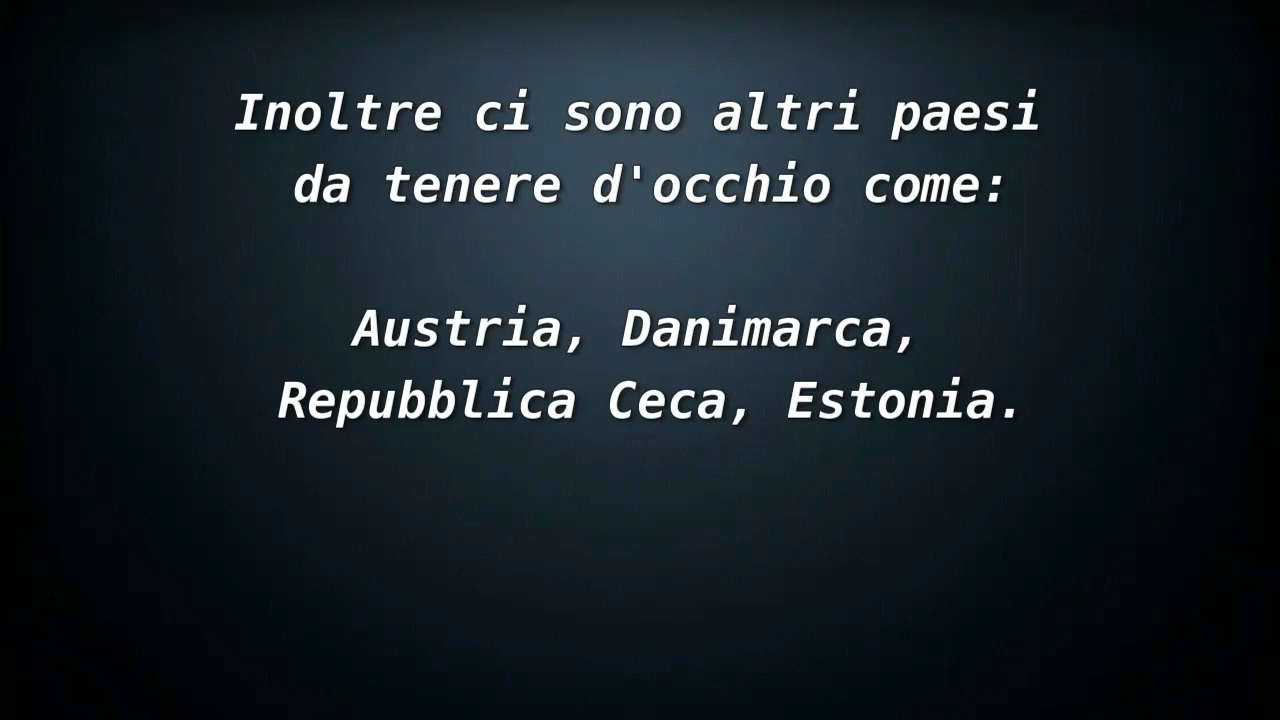 Inoltre ci sono altri paesi
da tenere d'occhio come:
Austria, Danimarca,
Repubblica Ceca, Estonia.